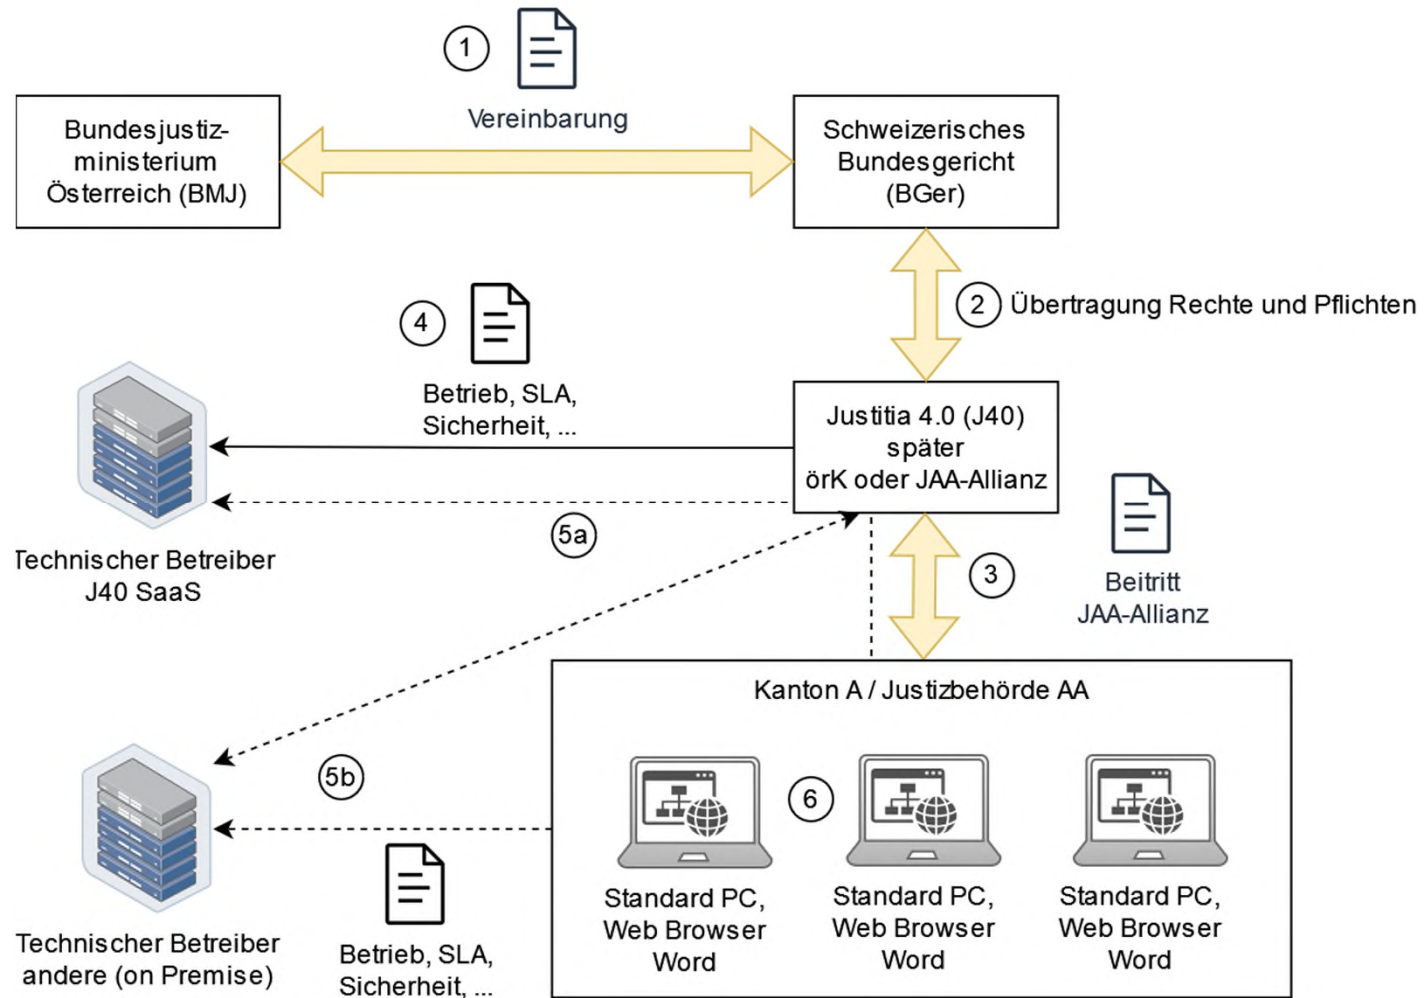 1
Vereinbarung
Bundesjustiz-
ministerium
Österreich (BMJ)
Schweizerisches
Bundesgericht
(BGer)
2
Übertragung Rechte und Pflichten
4
Betrieb, SLA,
Sicherheit, ...
Justitia 4.0 (J40)
später
örK oder JAA-Allianz
5a
Technischer Betreiber
J40 SaaS
3
Beitritt
JAA-Allianz
Kanton A / Justizbehörde AA
5b
6
Standard PC,
Web Browser
Word
Standard PC,
Web Browser
Word
Standard PC,
Web Browser
Word
Technischer Betreiber
andere (on Premise)
Betrieb, SLA,
Sicherheit, ...